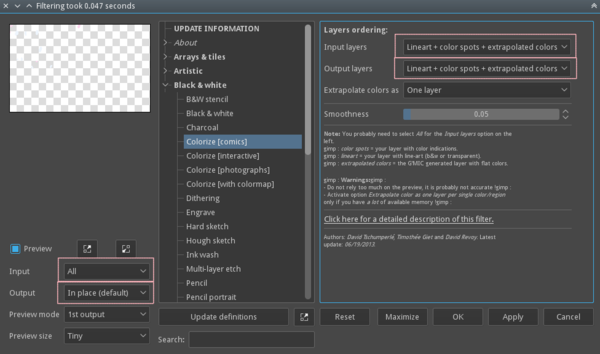 Filtering took 0.047 seconds
Preview
Input All
Output In place (default)
Preview mode 1st output
Preview size Tiny
UPDATE INFORMATION
About
Arrays & tiles
Artistic
Black & white
B&W stencil
Black & white
Charcoal
Colorize [comics]
Colorize [interactive]
Colorize [photographs]
Colorize [with colormap]
Dithering
Engrave
Hard sketch
Hough sketch
Ink wash
Multi-layer etch
Pencil
Pencil portrait
Update definitions
Search:
Layers ordering:
Input layers Lineart + color spots + extrapolated colors
Output layers Lineart + color spots + extrapolated colors
Extrapolate colors as One layer
Smoothness 0.05
Note: You probably need to select All for the Input layers option on the
left.
gimp : color spots = your layer with color indications.
gimp : lineart = your layer with line-art (b&w or transparent).
gimp : extrapolated colors = the G'MIC generated layer with flat colors.
gimp : Warnings!gimp :
- Do not rely too much on the preview, it is probably not accurate !gimp :
- Activate option Extrapolate color as one layer per single color/region
only if you have a lot of available memory !gimp :
Click here for a detailed description of this filter.
Authors: David Tschumperlé, Timothée Giet and David Revoy. Latest
update: 06/19/2013.
Reset
Maximize
OK
Apply
Cancel